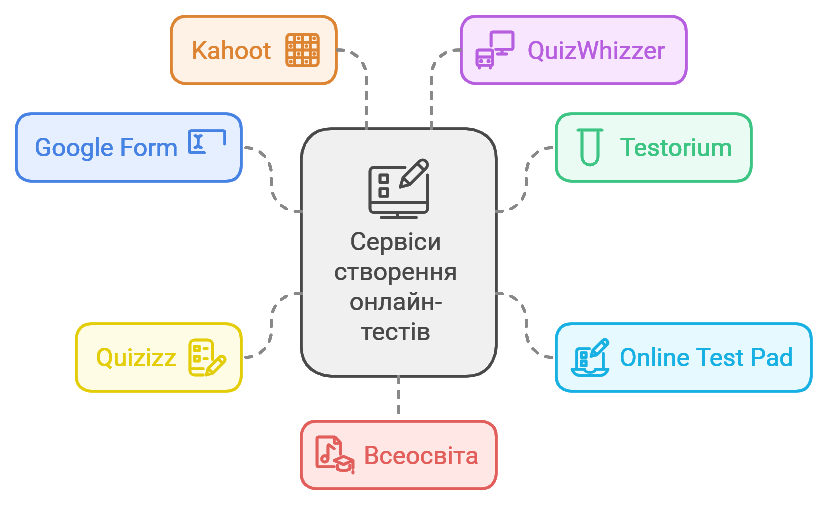 Kahoot
QuizWhizzer
Google Form
Testorium
Сервіси
створення
онлайн-
тестів
Quizizz
Online Test Pad
Всеосвіта